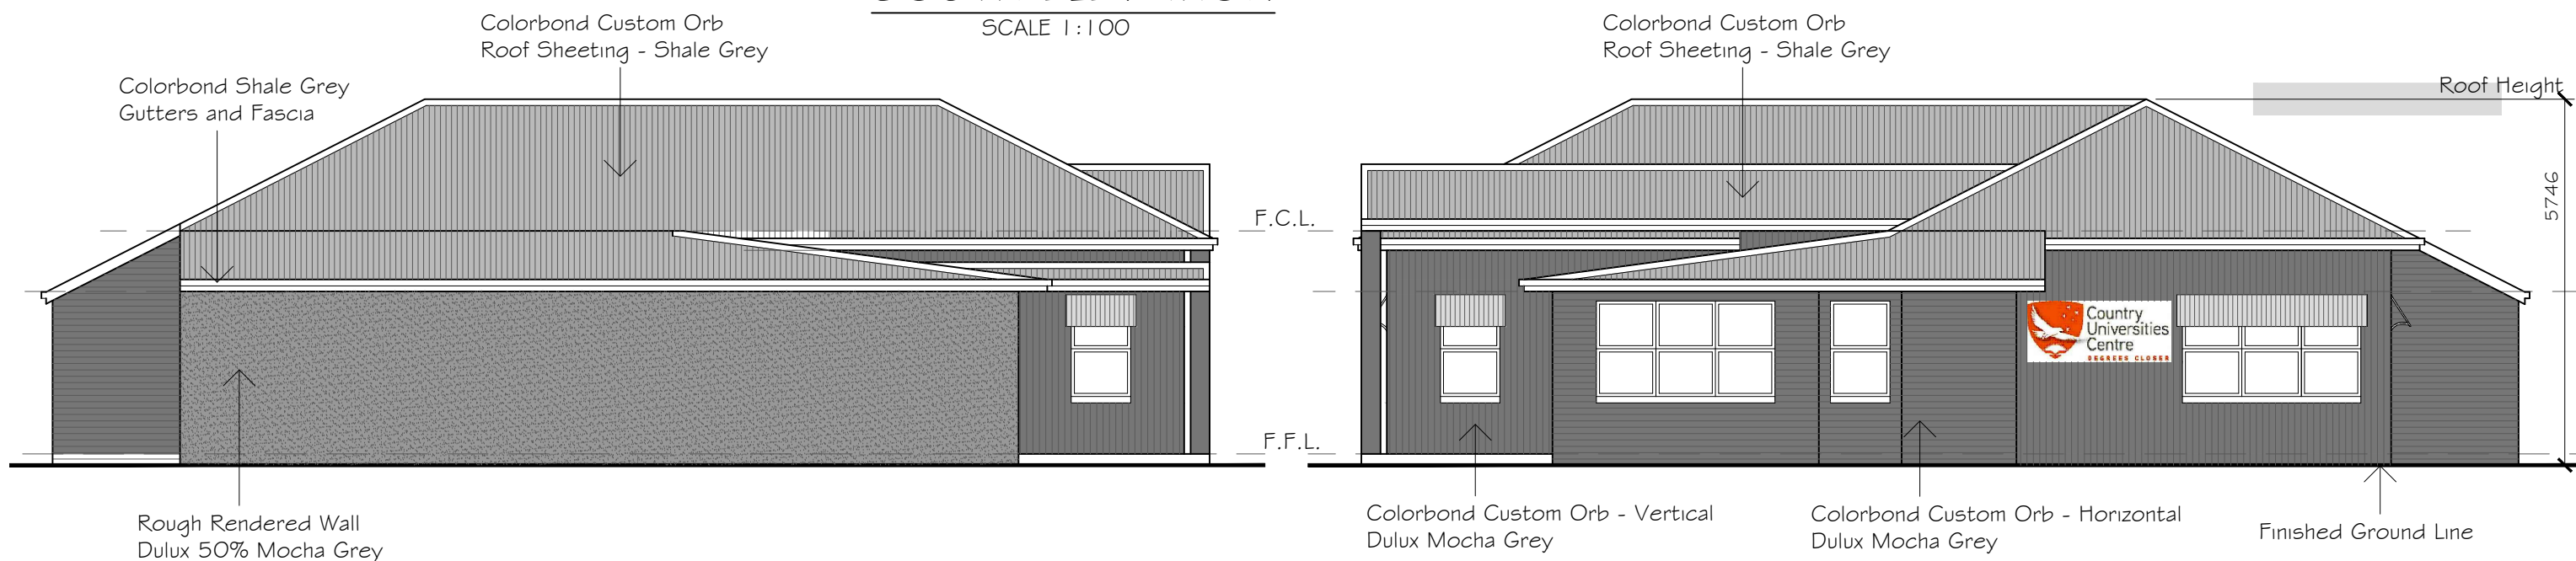 SCALE 1:100
Colorbond Custom Orb
Roof Sheeting - Shale Grey
Colorbond Shale Grey
Gutters and Fascia
Colorbond Custom Orb
Roof Sheeting - Shale Grey
Roof Height
5746
F.C.L.
F.F.L.
Country
Universities
Centre
DEGREES CLOSER
Rough Rendered Wall
Dulux 50% Mocha Grey
Colorbond Custom Orb - Vertical
Dulux Mocha Grey
Colorbond Custom Orb - Horizontal
Dulux Mocha Grey
Finished Ground Line